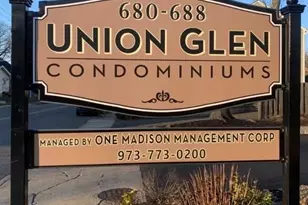 680-688
UNION GLEN
CONDOMINIUMS
MANAGED BY ONE MADISON MANAGEMENT CORP
973-773-0200